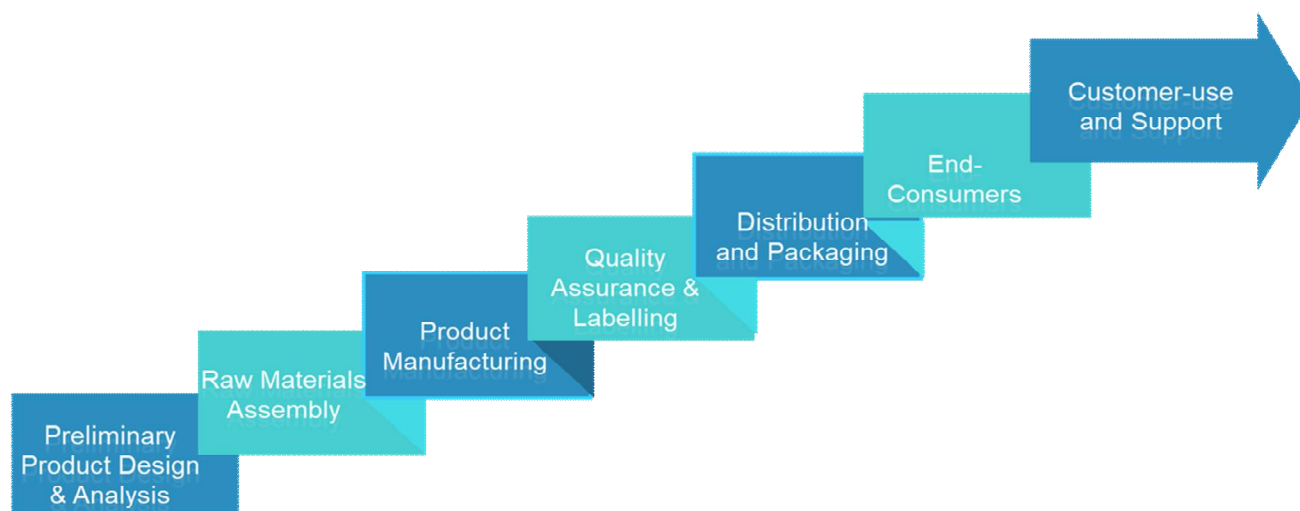 Preliminary
Product Design
& Analysis
Raw Materials
Assembly
Product
Manufacturing
Quality
Assurance &
Labelling
Distribution
and Packaging
End-
Consumers
Customer-use
and Support